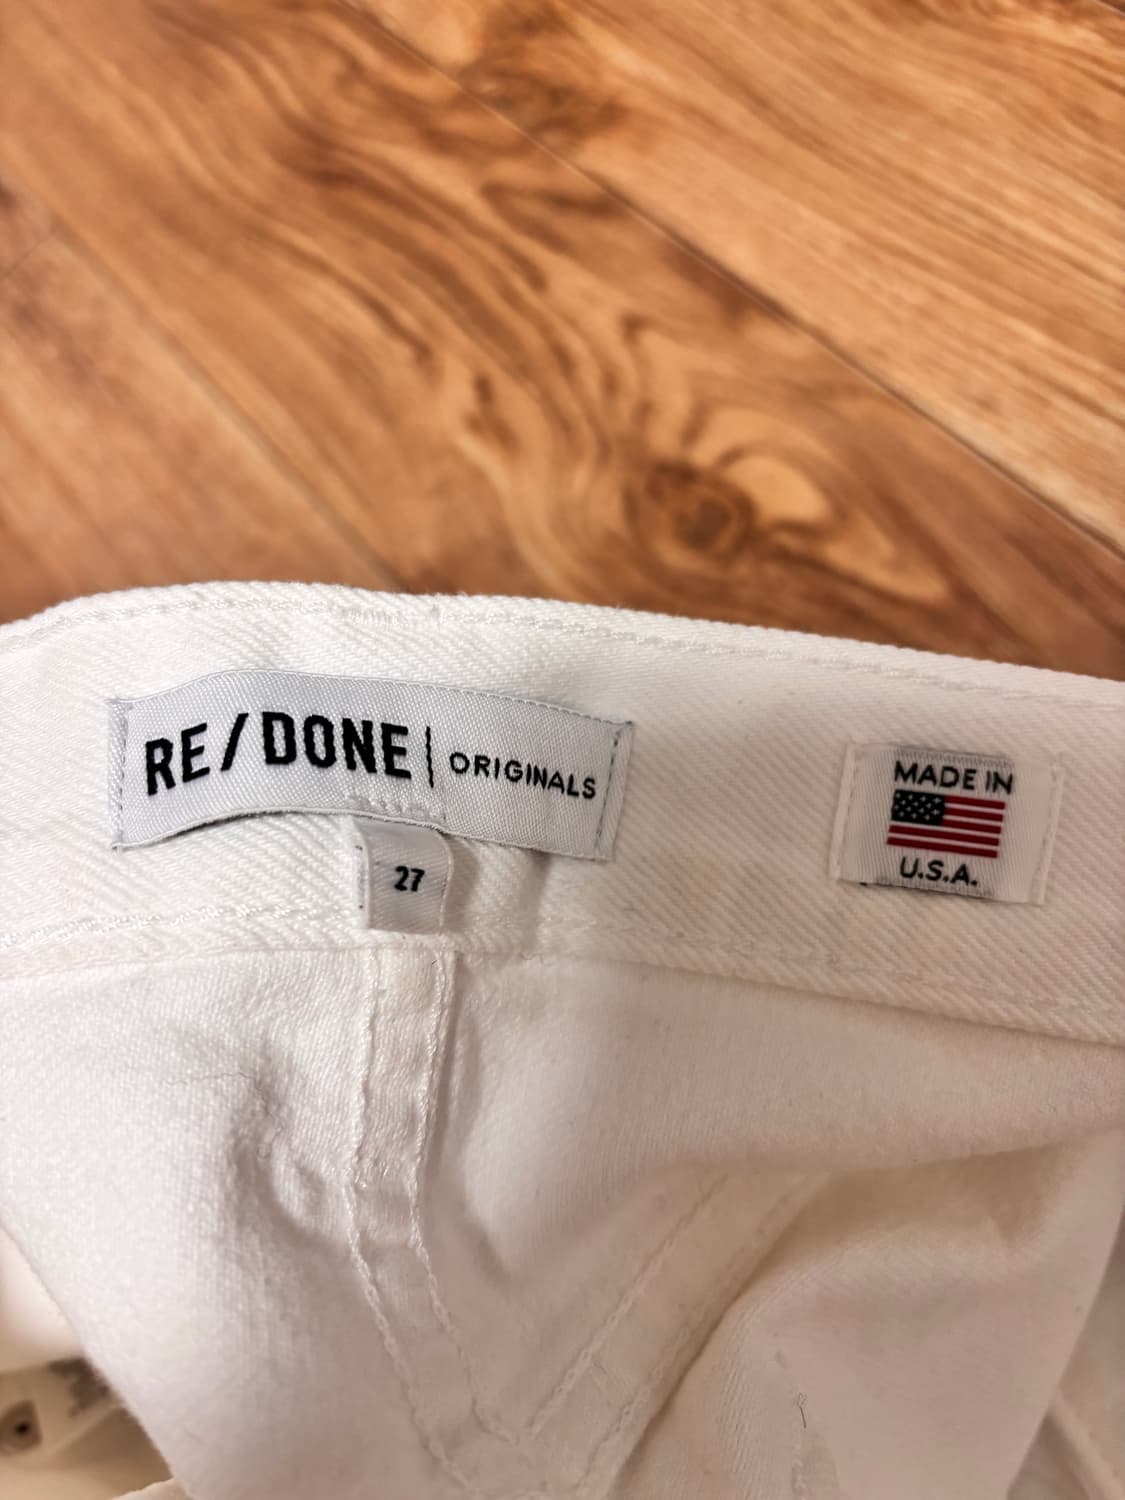 RE/DONE | ORIGINALS
27
MADE IN
U.S.A.